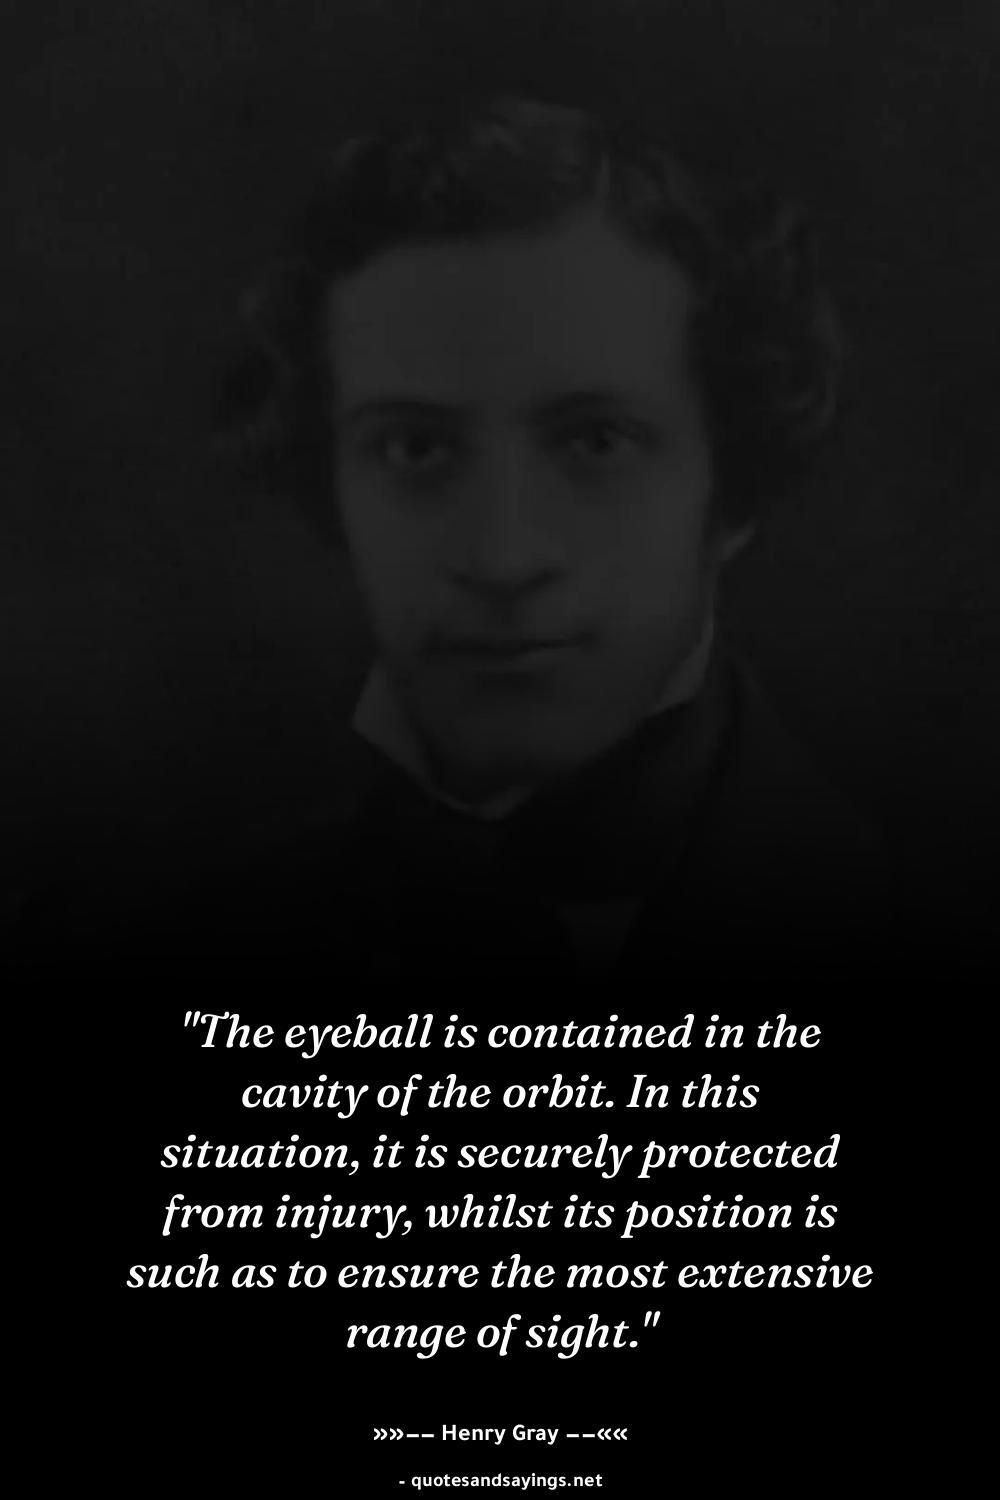 "The eyeball is contained in the
cavity of the orbit. In this
situation, it is securely protected
from injury, whilst its position is
such as to ensure the most extensive
range of sight."
»»–– Henry Gray ––««
- quotesandsayings.net